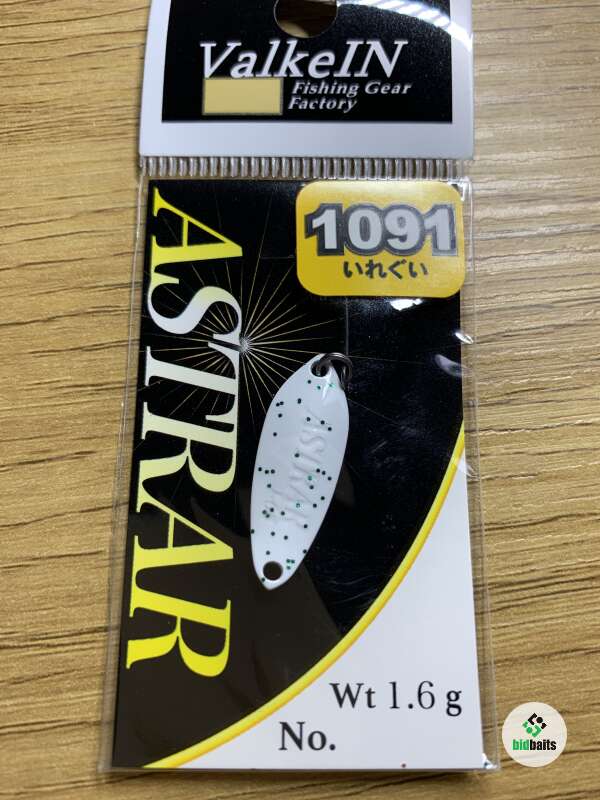 ValkeIN
Fishing Gear
Factory
1091
いれぐい
ASTRAR
ASTRAR
Wt 1.6 g
No.
bidbaits